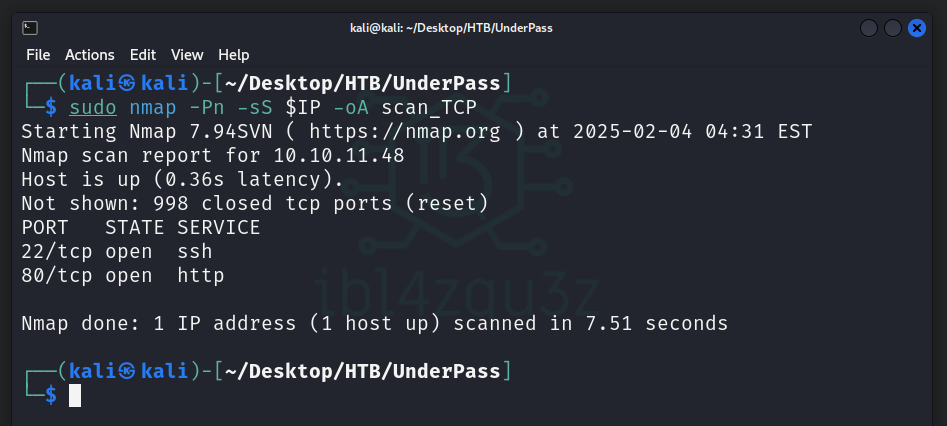 kali@kali: ~/Desktop/HTB/UnderPass
File Actions Edit View Help
┌──(kali㉿kali)-[~/Desktop/HTB/UnderPass]
└─$ sudo nmap -Pn -sS $IP -oA scan_TCP
Starting Nmap 7.94SVN ( https://nmap.org ) at 2025-02-04 04:31 EST
Nmap scan report for 10.10.11.48
Host is up (0.36s latency).
Not shown: 998 closed tcp ports (reset)
PORT   STATE SERVICE
22/tcp open  ssh
80/tcp open  http
ibl4zqu3z
Nmap done: 1 IP address (1 host up) scanned in 7.51 seconds
┌──(kali㉿kali)-[~/Desktop/HTB/UnderPass]
└─$